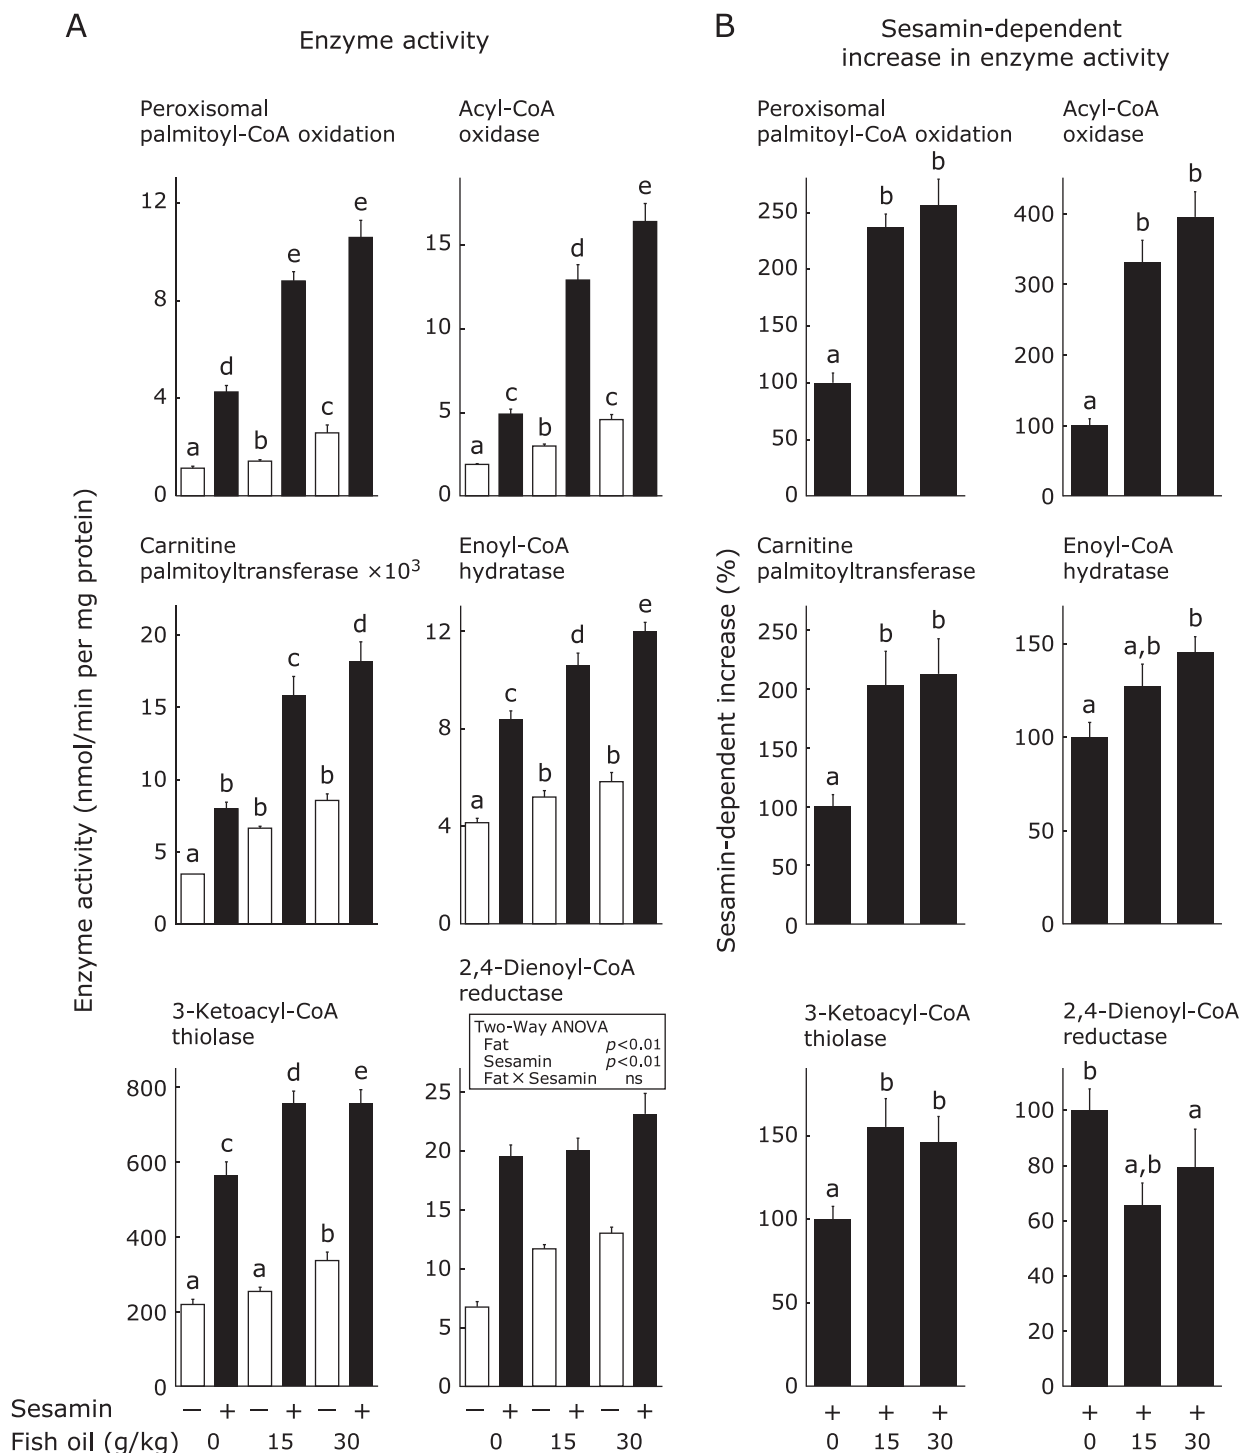 A
Enzyme activity
B
Sesamin-dependent
increase in enzyme activity
Peroxisomal
palmitoyl-CoA oxidation
12
8
4
0
a
d
b
e
c
e
Acyl-CoA
oxidase
15
10
5
0
a
c
b
d
c
e
Peroxisomal
palmitoyl-CoA oxidation
250
200
150
100
50
0
a
b
b
Acyl-CoA
oxidase
400
300
200
100
0
a
b
b
Enzyme activity (nmol/min per mg protein)
Carnitine
palmitoyltransferase ×10³
20
15
10
5
0
a
b
b
c
b
d
Enoyl-CoA
hydratase
12
8
4
0
a
c
b
d
b
e
Sesamin-dependent increase (%)
Carnitine
palmitoyltransferase
250
200
150
100
50
0
a
b
b
Enoyl-CoA
hydratase
150
100
50
0
a
a,b
b
3-Ketoacyl-CoA
thiolase
800
600
400
200
0
a
c
a
d
b
e
2,4-Dienoyl-CoA
reductase
Two-Way ANOVA
Fat p<0.01
Sesamin p<0.01
Fat × Sesamin ns
25
20
15
10
5
0
3-Ketoacyl-CoA
thiolase
150
100
50
0
a
b
b
2,4-Dienoyl-CoA
reductase
100
80
60
40
20
0
b
a,b
a
Sesamin − + − + − + − + − + − + + + + + + +
Fish oil (g/kg) 0 15 30 0 15 30 0 15 30 0 15 30